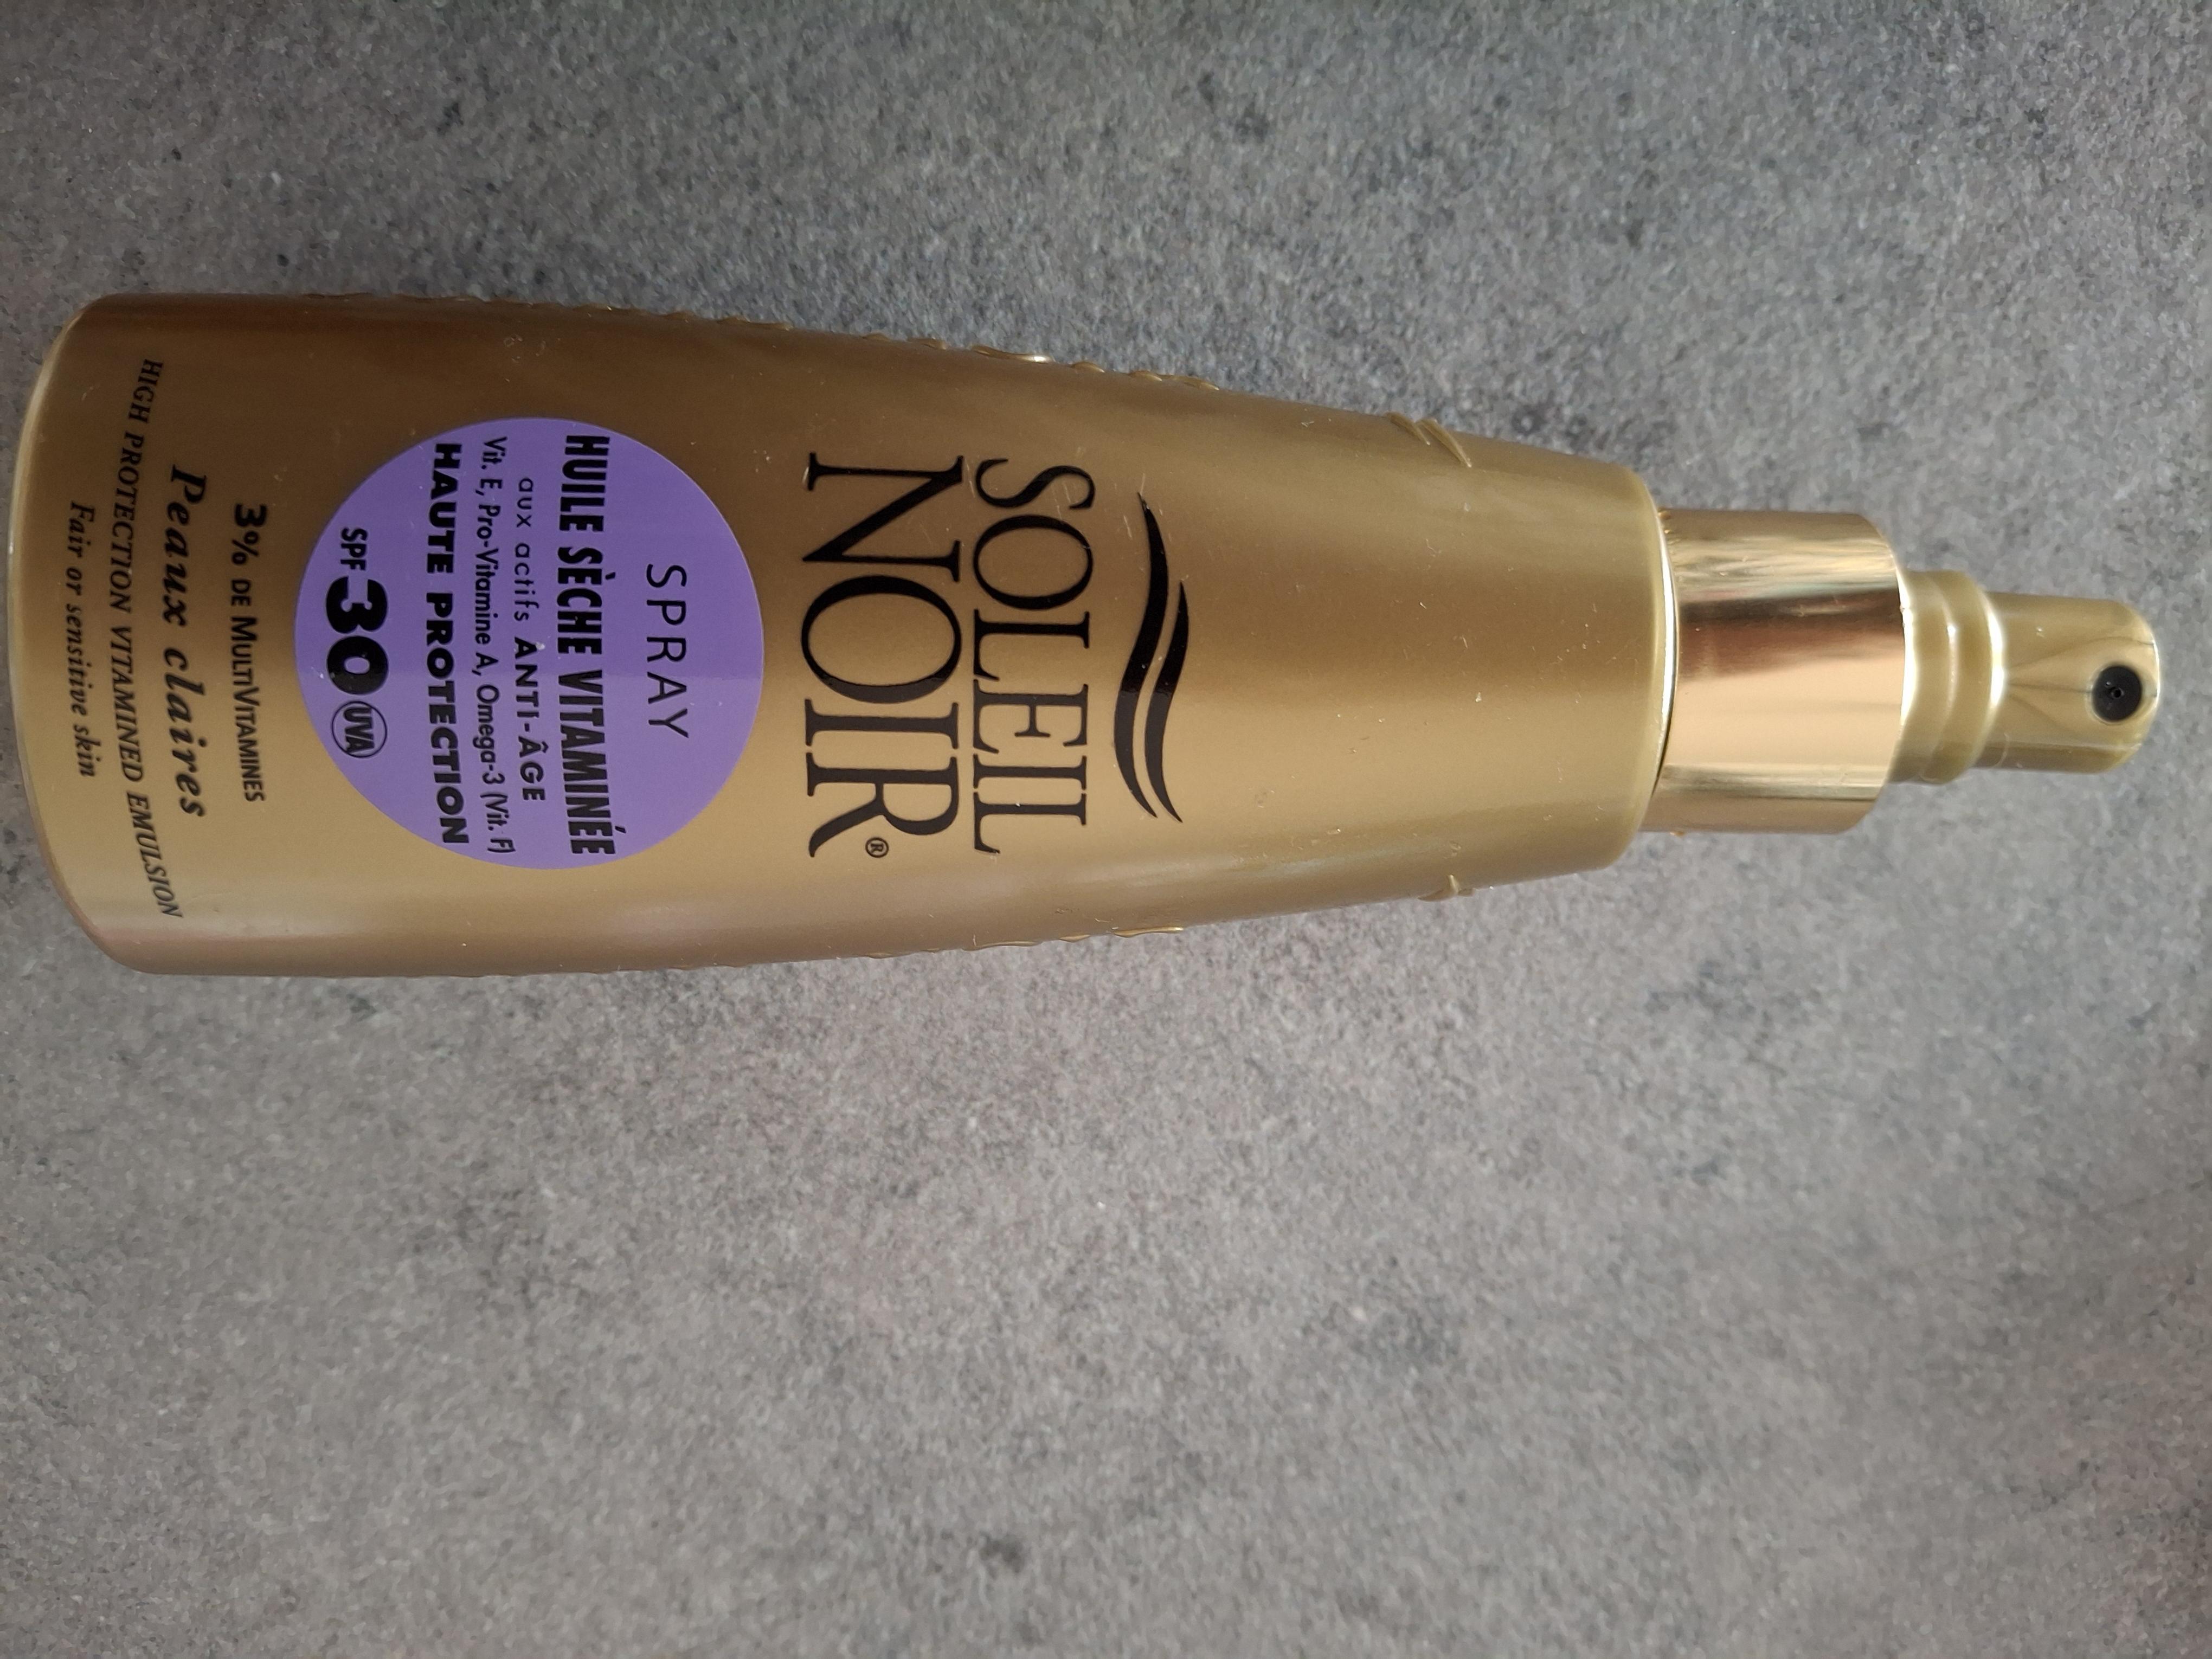 SOLEIL
NOIR®
SPRAY
HUILE SÈCHE VITAMINÉE
aux actifs ANTI-ÂGE
Vit. E, Pro-Vitamine A, Omega-3 (Vit. F)
HAUTE PROTECTION
SPF 30 UVA
3% DE MULTIVITAMINES
Peaux claires
HIGH PROTECTION VITAMINED EMULSION
Fair or sensitive skin